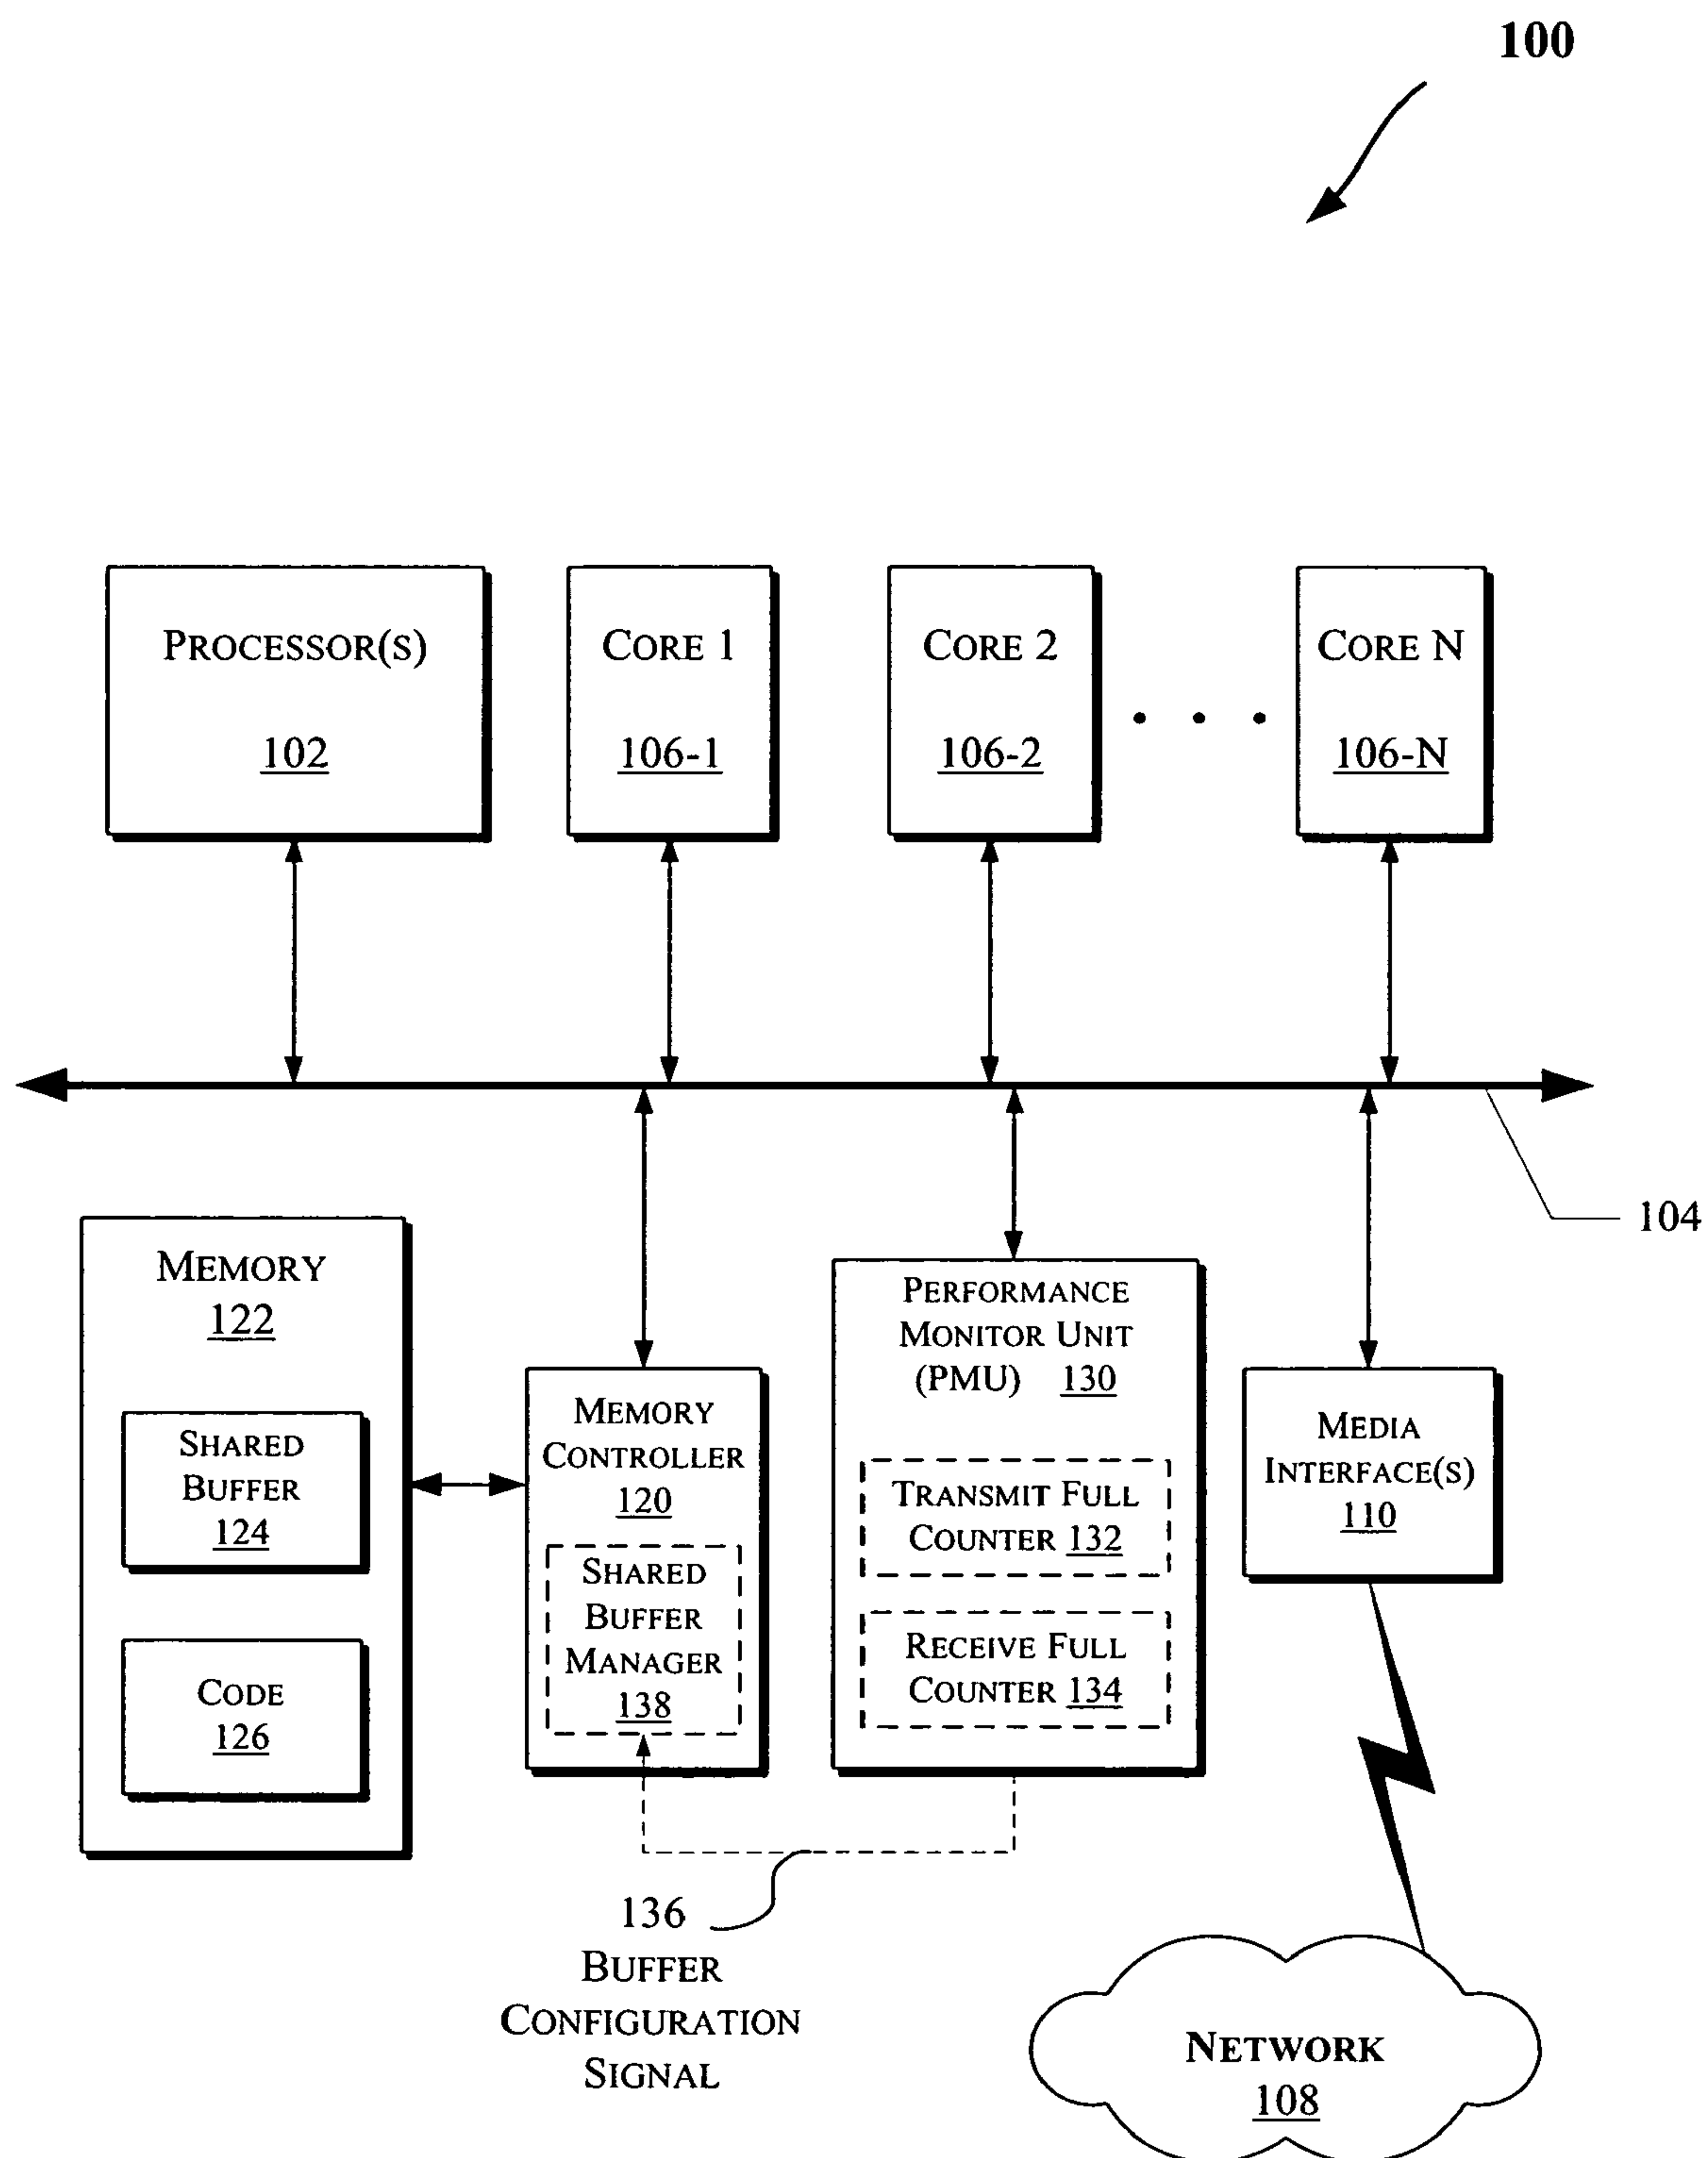 100
PROCESSOR(S)
102
CORE 1
106-1
CORE 2
106-2
. . .
CORE N
106-N
104
MEMORY
122
SHARED
BUFFER
124
CODE
126
MEMORY
CONTROLLER
120
SHARED
BUFFER
MANAGER
138
PERFORMANCE
MONITOR UNIT
(PMU) 130
TRANSMIT FULL
COUNTER 132
RECEIVE FULL
COUNTER 134
MEDIA
INTERFACE(S)
110
136
BUFFER
CONFIGURATION
SIGNAL
NETWORK
108